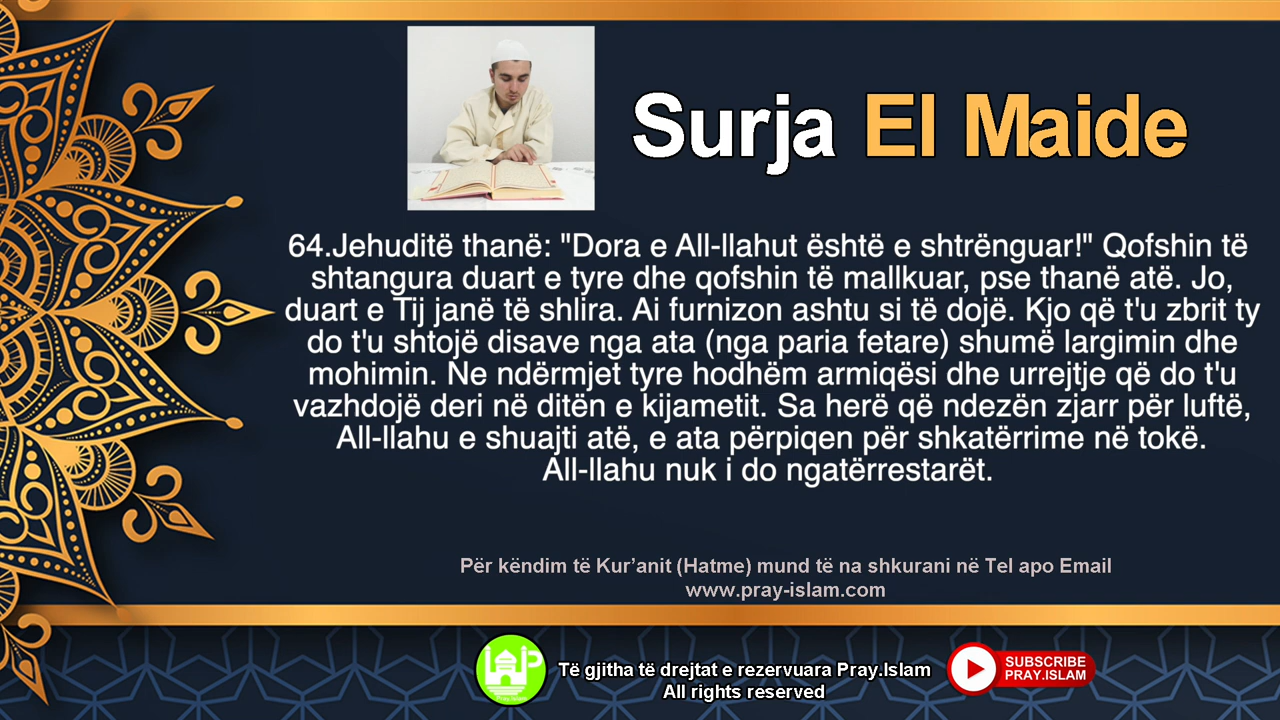 Surja El Maide
64.Jehuditë thanë: "Dora e All-llahut është e shtrënguar!" Qofshin të
shtangura duart e tyre dhe qofshin të mallkuar, pse thanë atë. Jo,
duart e Tij janë të shlira. Ai furnizon ashtu si të dojë. Kjo që t'u zbrit ty
do t'u shtojë disave nga ata (nga paria fetare) shumë largimin dhe
mohimin. Ne ndërmjet tyre hodhëm armiqësi dhe urrejtje që do t'u
vazhdojë deri në ditën e kijametit. Sa herë që ndezën zjarr për luftë,
All-llahu e shuajti atë, e ata përpiqen për shkatërrime në tokë.
All-llahu nuk i do ngatërrestarët.
Për këndim të Kur’anit (Hatme) mund të na shkurani në Tel apo Email
www.pray-islam.com
Pray Islam
Të gjitha të drejtat e rezervuara Pray.Islam
All rights reserved
SUBSCRIBE
PRAY.ISLAM